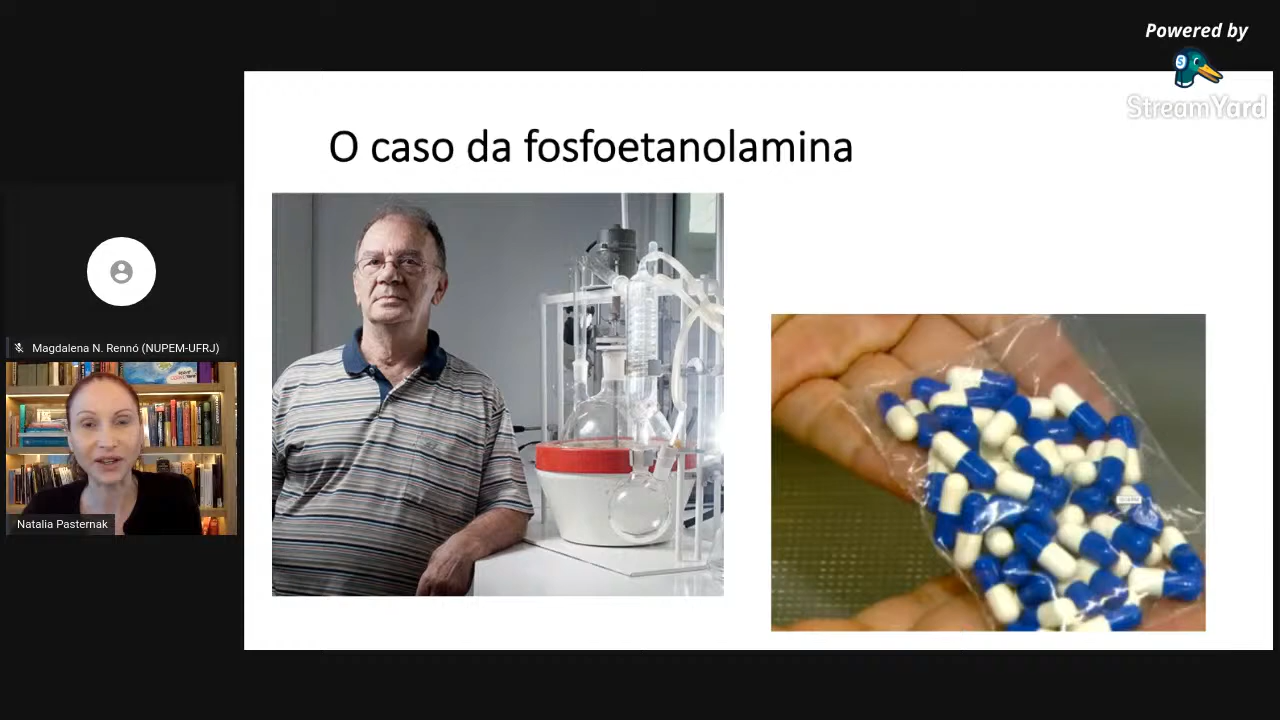 Powered by
StreamYard
O caso da fosfoetanolamina
Magdalena N. Rennó (NUPEM-UFRJ)
Natalia Pasternak